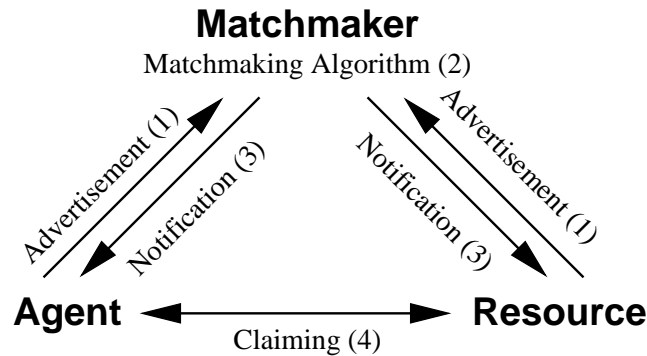 Matchmaker
Matchmaking Algorithm (2)
Advertisement (1)
Notification (3)
Notification (3)
Advertisement (1)
Agent
Resource
Claiming (4)